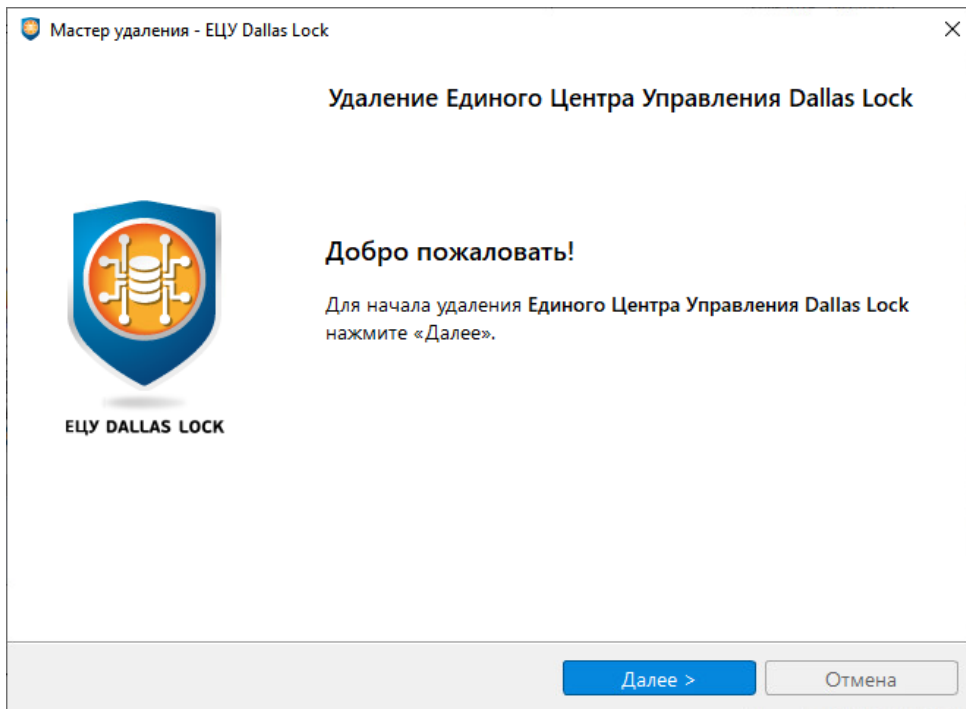 Мастер удаления - ЕЦУ Dallas Lock
Удаление Единого Центра Управления Dallas Lock
Добро пожаловать!
Для начала удаления Единого Центра Управления Dallas Lock
нажмите «Далее».
ЕЦУ DALLAS LOCK
Далее >
Отмена